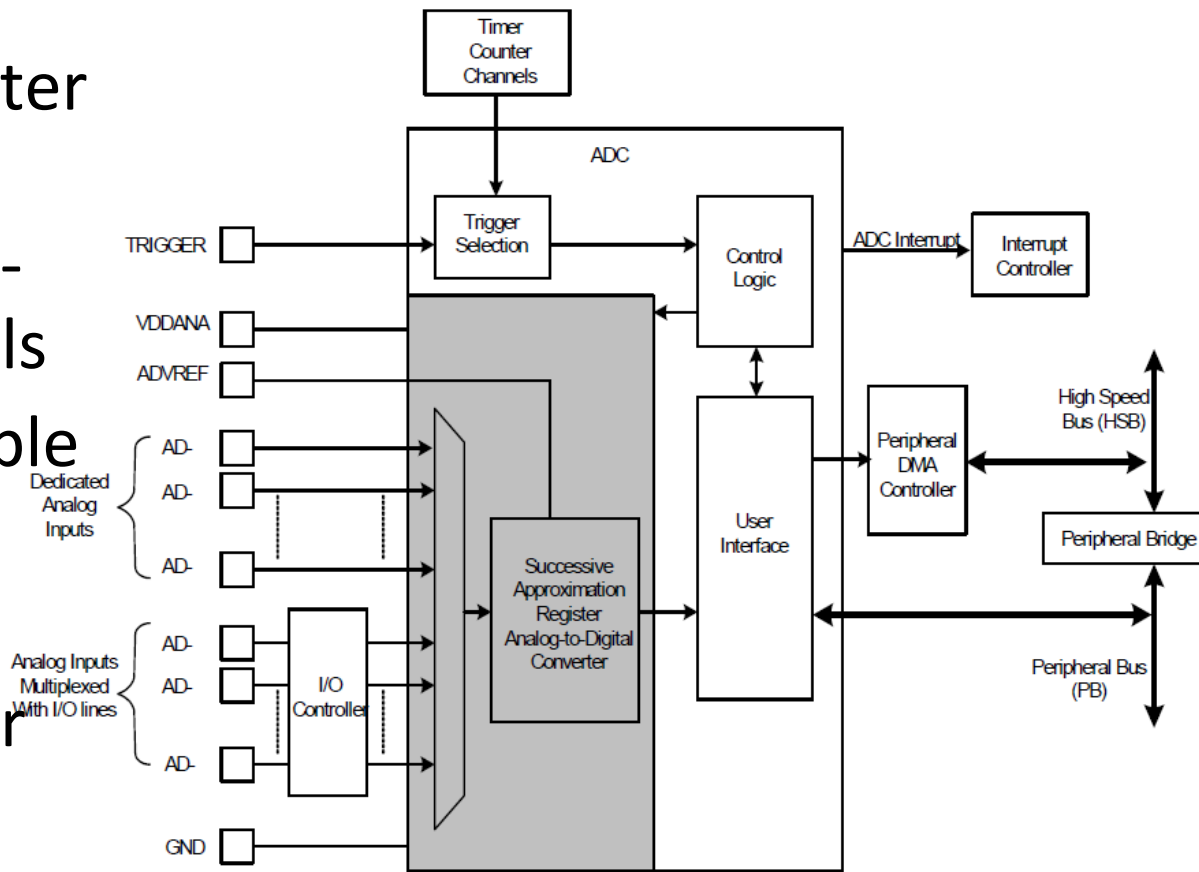 ter
-
ls
ole
r
Timer
Counter
Channels
ADC
TRIGGER
Trigger
Selection
Control
Logic
ADC Interrupt
Interrupt
Controller
VDDANA
ADVREF
Dedicated
Analog
Inputs
AD-
AD-
AD-
Analog Inputs
Multiplexed
With I/O lines
AD-
AD-
AD-
I/O
Controller
GND
Successive
Approximation
Register
Analog-to-Digital
Converter
User
Interface
Peripheral
DMA
Controller
High Speed
Bus (HSB)
Peripheral Bridge
Peripheral Bus
(PB)